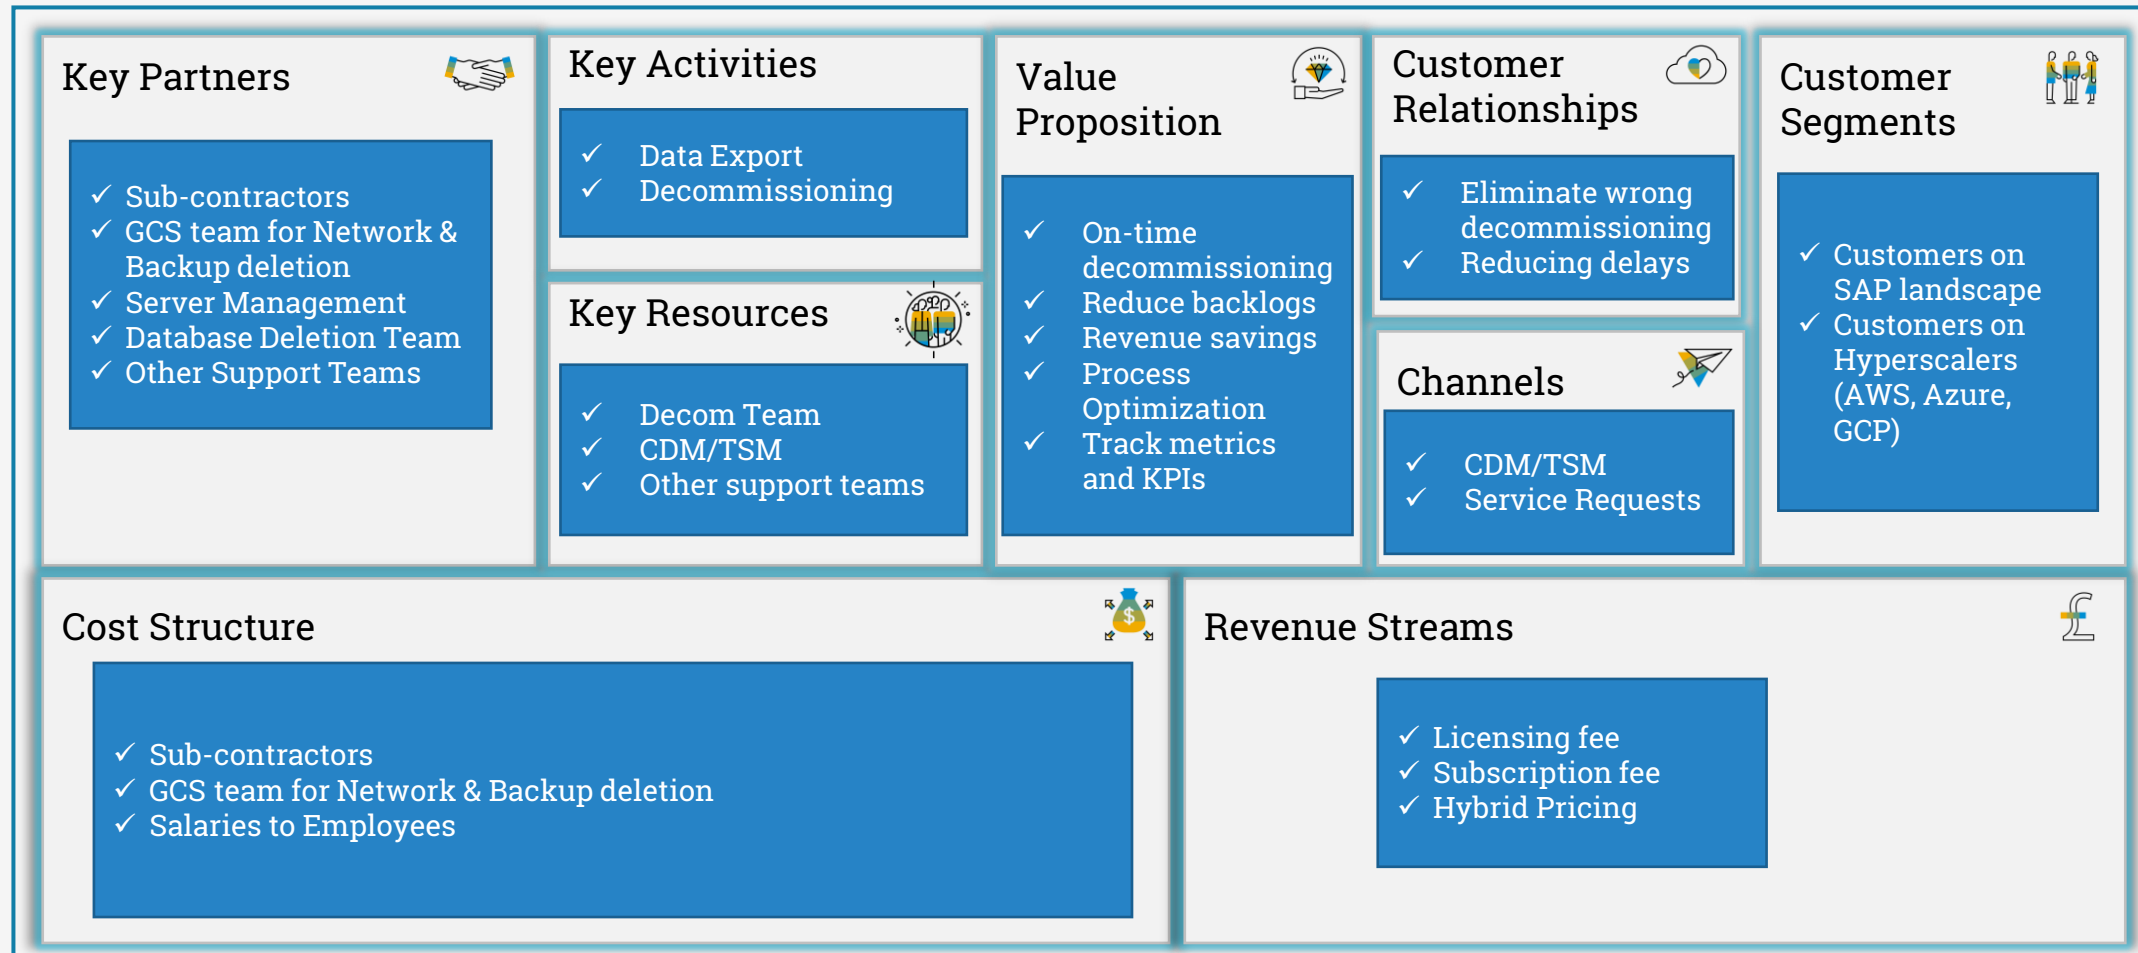 Key Partners
✓ Sub-contractors
✓ GCS team for Network &
Backup deletion
✓ Server Management
✓ Database Deletion Team
✓ Other Support Teams
Key Activities
✓ Data Export
✓ Decommissioning
Key Resources
✓ Decom Team
✓ CDM/TSM
✓ Other support teams
Value
Proposition
✓ On-time
decommissioning
✓ Reduce backlogs
✓ Revenue savings
✓ Process
Optimization
✓ Track metrics
and KPIs
Customer
Relationships
✓ Eliminate wrong
decommissioning
✓ Reducing delays
Channels
✓ CDM/TSM
✓ Service Requests
Customer
Segments
✓ Customers on
SAP landscape
✓ Customers on
Hyperscalers
(AWS, Azure,
GCP)
Cost Structure
$
✓ Sub-contractors
✓ GCS team for Network & Backup deletion
✓ Salaries to Employees
Revenue Streams
£
✓ Licensing fee
✓ Subscription fee
✓ Hybrid Pricing